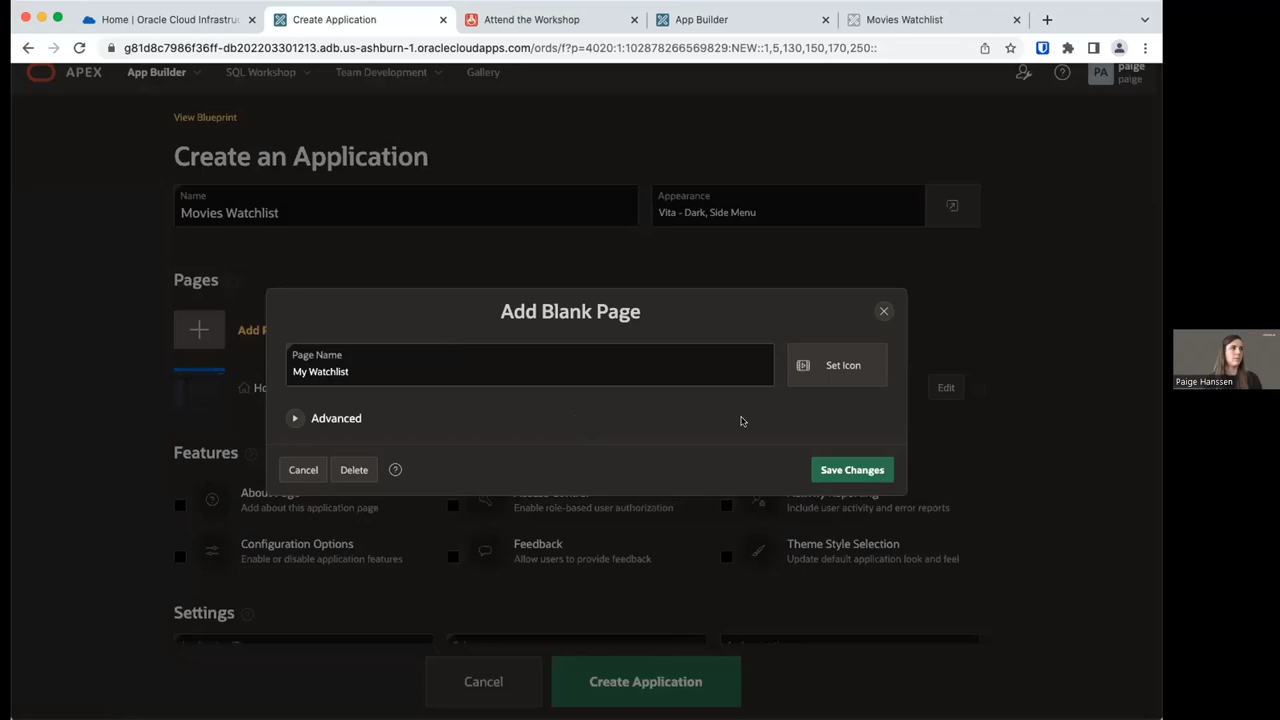 Home | Oracle Cloud Infrastru
Create Application
Attend the Workshop
App Builder
Movies Watchlist
g81d8c7986f36ff-db202203301213.adb.us-ashburn-1.oraclecloudapps.com/ords/f?p=4020:1:102878266569829:NEW::1,5,130,150,170,250::
APEX
App Builder
SQL Workshop
Team Development
Gallery
PA
paige
paige
View Blueprint
Create an Application
Name
Movies Watchlist
Appearance
Vita - Dark, Side Menu
Pages
Add Blank Page
Page Name
My Watchlist
Set Icon
Add
Edit
Advanced
Cancel
Delete
Save Changes
Paige Hanssen
Features
About Page
Add about this application page
Enable role-based user authorization
Include user activity and error reports
Configuration Options
Enable or disable application features
Feedback
Allow users to provide feedback
Theme Style Selection
Update default application look and feel
Settings
Cancel
Create Application